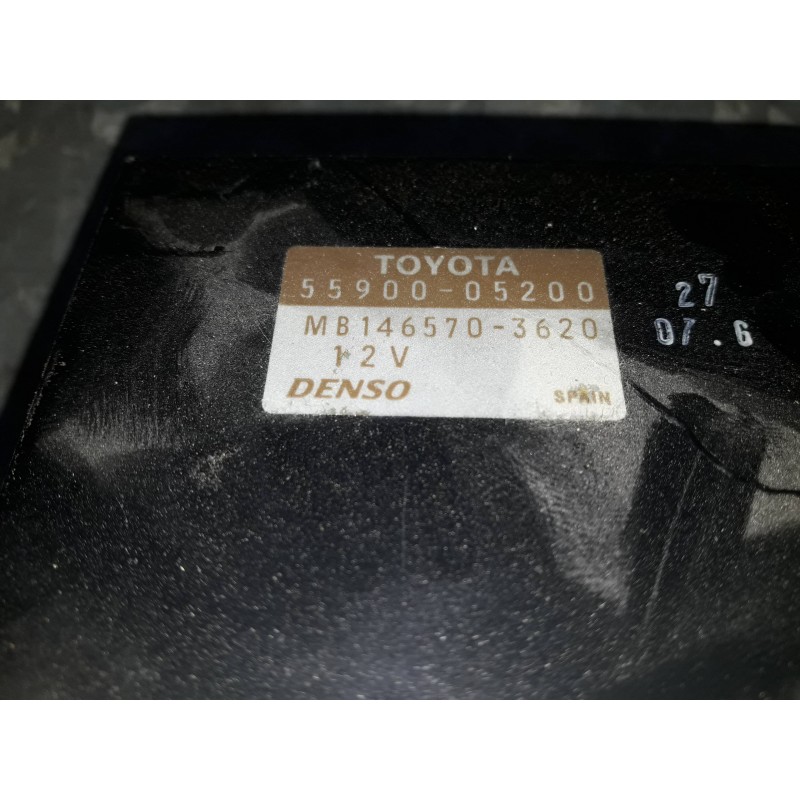 TOYOTA
55900-05200
MB146570-3620
12V
DENSO
SPAIN
27
07.6